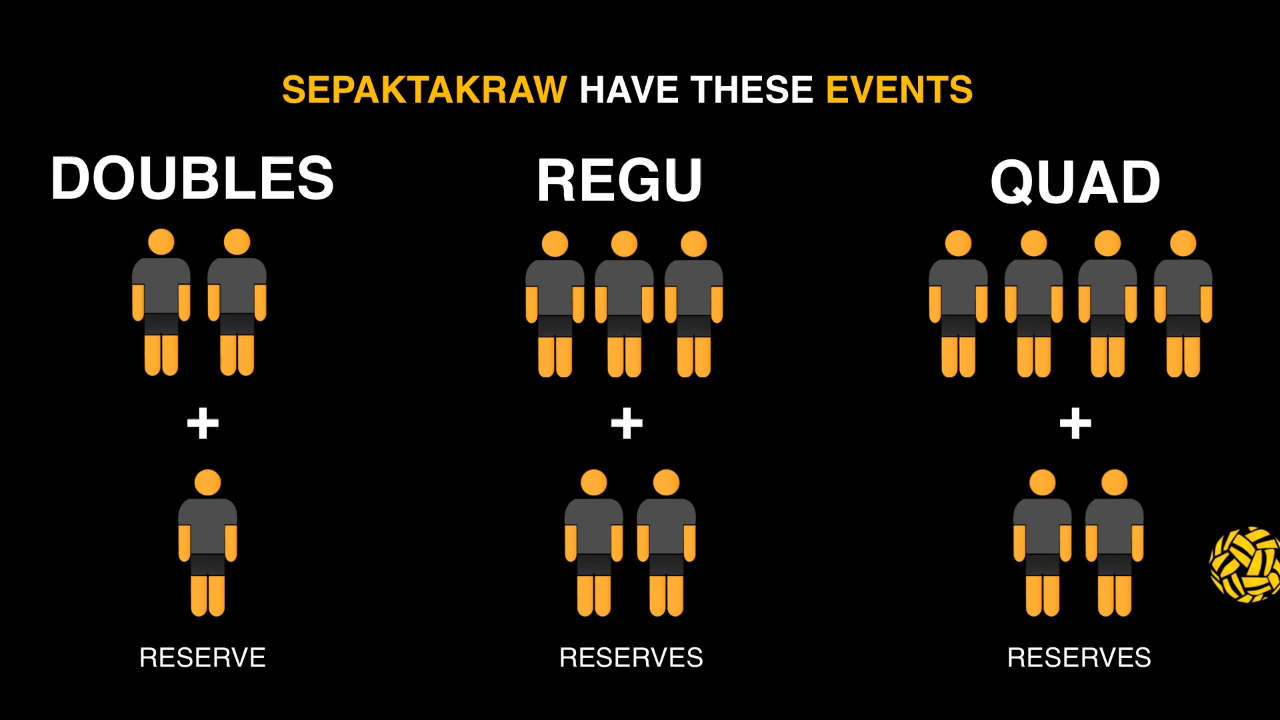 SEPAKTAKRAW HAVE THESE EVENTS
DOUBLES
REGU
QUAD
+
+
+
RESERVE
RESERVES
RESERVES